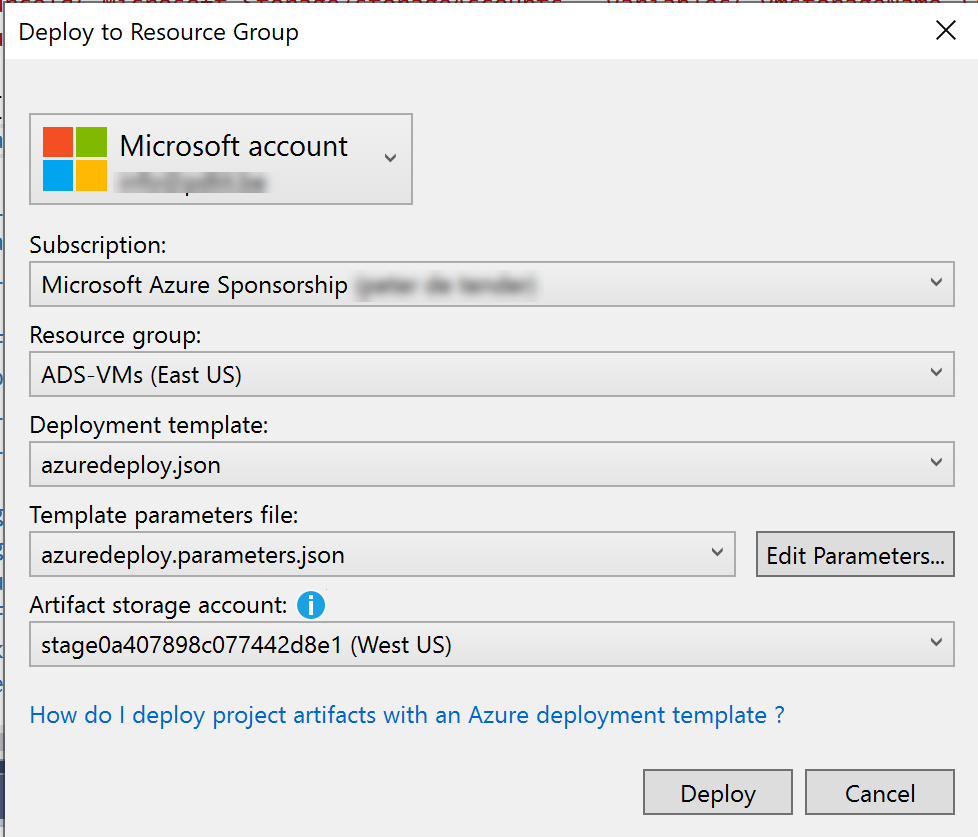 Deploy to Resource Group
Microsoft account
Subscription:
Microsoft Azure Sponsorship
Resource group:
ADS-VMs (East US)
Deployment template:
azuredeploy.json
Template parameters file:
azuredeploy.parameters.json
Edit Parameters...
Artifact storage account:
stage0a407898c077442d8e1 (West US)
How do I deploy project artifacts with an Azure deployment template ?
Deploy
Cancel